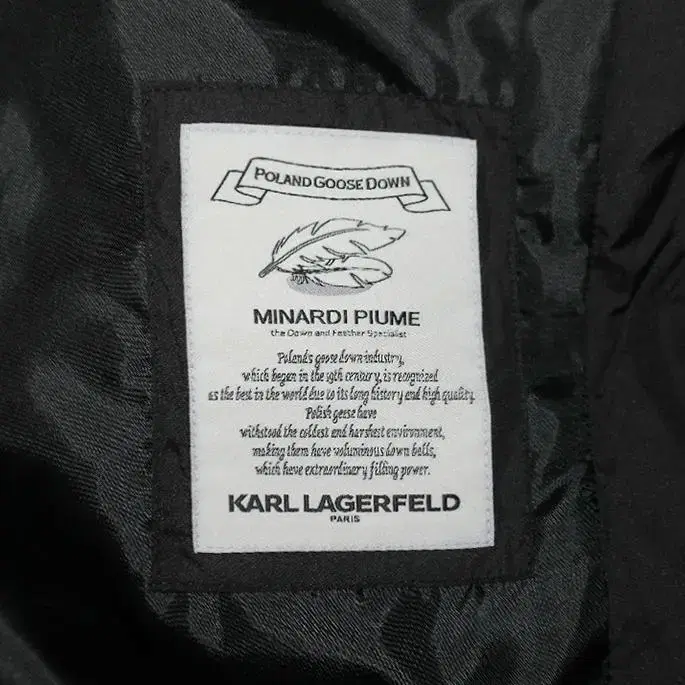 POLAND GOOSE DOWN
MINARDI PIUME
the Down and Feather Specialist
Poland's goose down industry,
which began in the 19th century, is recognized
as the best in the world due to its long history and high quality.
Polish geese have
withstood the coldest and harshest environment,
making them have voluminous down balls,
which have extraordinary filling power.
KARL LAGERFELD
PARIS